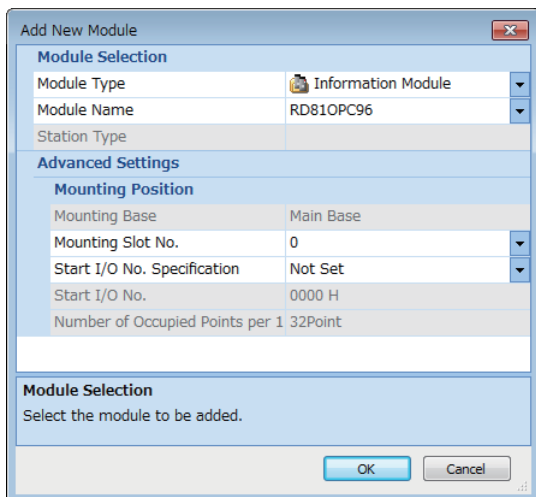 Add New Module
Module Selection
Module Type Information Module
Module Name RD81OPC96
Station Type
Advanced Settings
Mounting Position
Mounting Base Main Base
Mounting Slot No. 0
Start I/O No. Specification Not Set
Start I/O No. 0000 H
Number of Occupied Points per 1 32Point
Module Selection
Select the module to be added.
OK Cancel